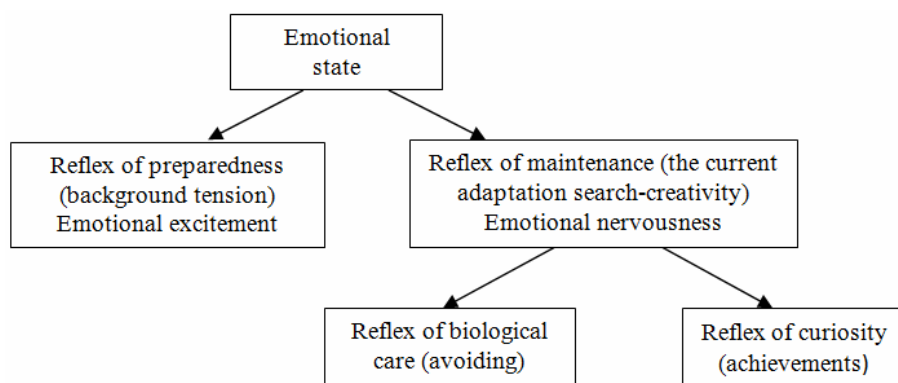 Emotional
state
Reflex of preparedness
(background tension)
Emotional excitement
Reflex of maintenance (the current
adaptation search-creativity)
Emotional nervousness
Reflex of biological
care (avoiding)
Reflex of curiosity
(achievements)